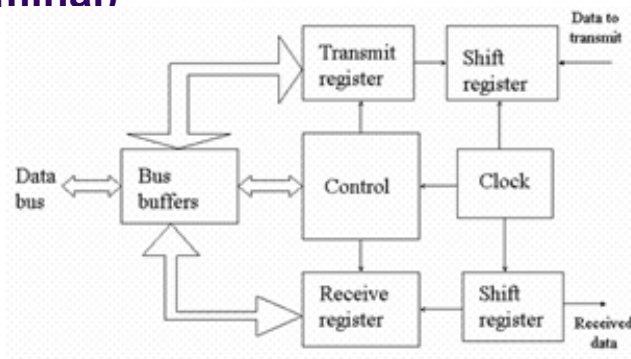 Data to
transmit
Transmit
register
Shift
register
Data
bus
Bus
buffers
Control
Clock
Receive
register
Shift
register
Received
data